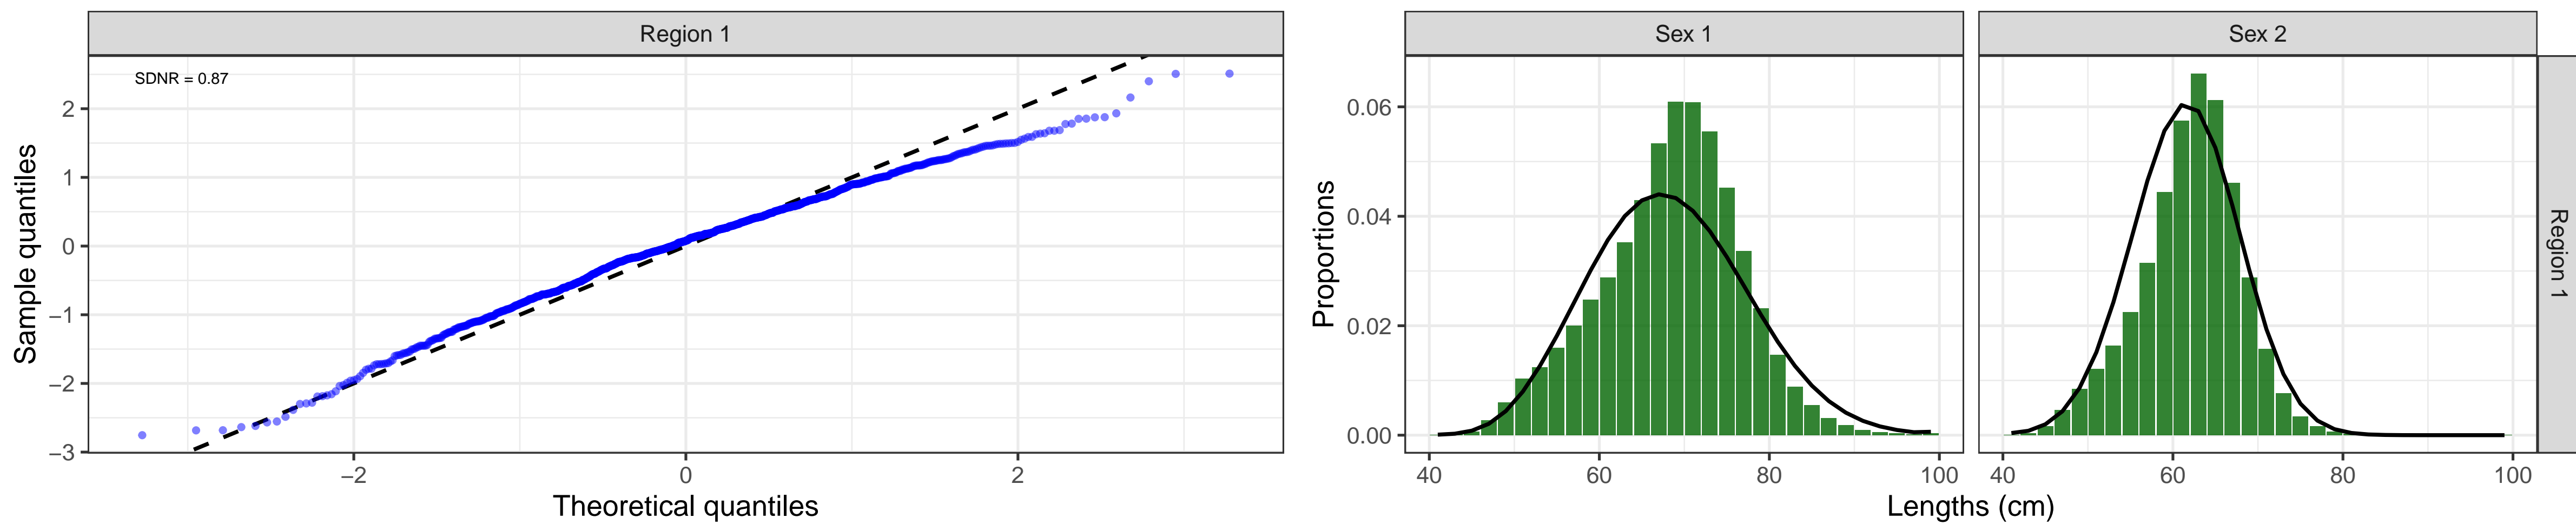 Region 1
SDNR = 0.87
2
1
0
−1
−2
−3
−2
0
2
Theoretical quantiles
Sample quantiles
Sex 1
Sex 2
Region 1
0.06
0.04
0.02
0.00
Proportions
40
60
80
100
40
60
80
100
Lengths (cm)